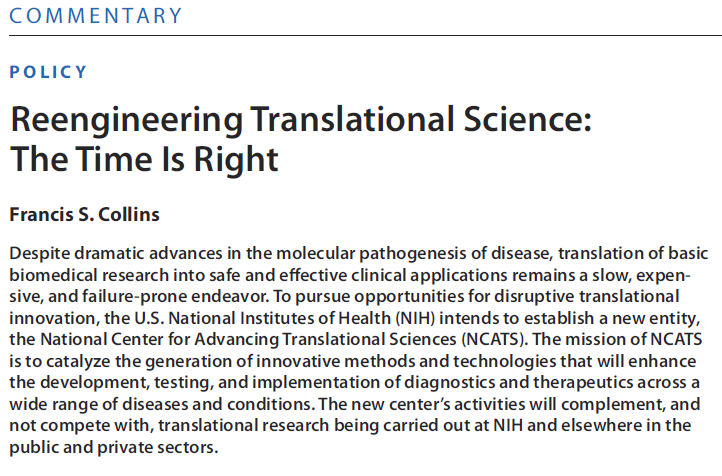 COMMENTARY
POLICY
Reengineering Translational Science:
The Time Is Right
Francis S. Collins
Despite dramatic advances in the molecular pathogenesis of disease, translation of basic
biomedical research into safe and effective clinical applications remains a slow, expen-
sive, and failure-prone endeavor. To pursue opportunities for disruptive translational
innovation, the U.S. National Institutes of Health (NIH) intends to establish a new entity,
the National Center for Advancing Translational Sciences (NCATS). The mission of NCATS
is to catalyze the generation of innovative methods and technologies that will enhance
the development, testing, and implementation of diagnostics and therapeutics across a
wide range of diseases and conditions. The new center’s activities will complement, and
not compete with, translational research being carried out at NIH and elsewhere in the
public and private sectors.